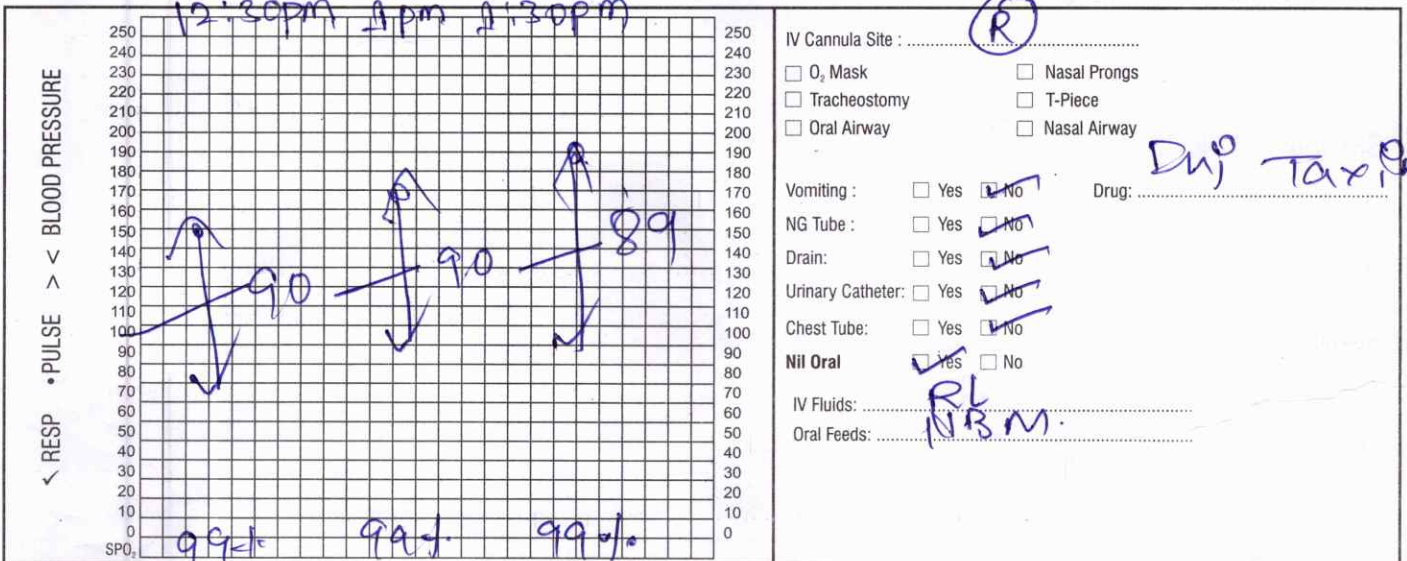 12:30pm 1pm 1:30pm
250 250
240 240
230 230
220 220
210 210
200 200
190 190
180 180
170 170
160 160
150 150
140 140
130 130
120 120
110 110
100 100
90 90
80 80
70 70
60 60
50 50
40 40
30 30
20 20
10 10
0 0
90 90 89
SPO₂ 99% 99% 99%
< RESP • PULSE > < BLOOD PRESSURE
IV Cannula Site : R
O₂ Mask Nasal Prongs
Tracheostomy T-Piece
Oral Airway Nasal Airway
Vomiting : Yes No Drug: Taxi
NG Tube : Yes No
Drain: Yes No
Urinary Catheter: Yes No
Chest Tube: Yes No
Nil Oral Yes No
IV Fluids: RL
Oral Feeds: NBM.